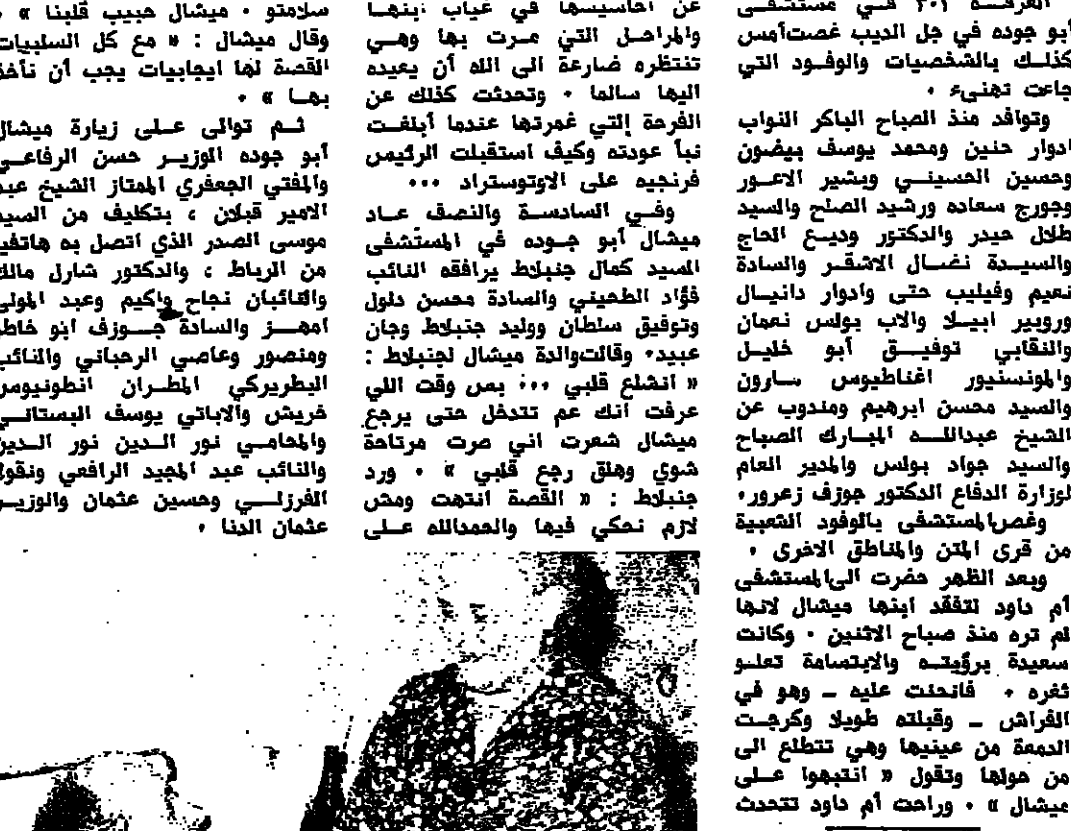 الغرفة ٣٠٢ في مستشفى
أبو جوده في جل الديب غصت أمس
كذلك بالشخصيات والوفود التي
جاءت تهنىء .
وتوافد منذ الصباح الباكر النواب
ادوار حنين ومحمد يوسف بيضون
وحسين الحسيني وبشير الاعور
وجورج سعاده ورشيد الصلح والسيد
طلال حيدر والدكتور وديع الحاج
والسيدة نضال الاشقر والسادة
نعيم وفيليب حتى وادوار دانيال
وروبير ابيلا والاب بولس نعمان
والنقابي توفيق أبو خليل
والمونسنيور اغناطيوس سارون
والسيد محسن ابرهيم ومندوب عن
الشيخ عبدالله المبارك الصباح
والسيد جواد بولس والمدير العام
لوزارة الدفاع الدكتور جوزف زعرور.
وغص المستشفى بالوفود الشعبية
من قرى المتن والمناطق الاخرى .
وبعد الظهر حضرت الى المستشفى
أم داود لتفقد ابنها ميشال لانها
لم تره منذ صباح الاثنين . وكانت
سعيدة برؤيته والابتسامة تعلو
ثغره . فانحنت عليه ــ وهو في
الفراش ــ وقبلته طويلا وكرجت
الدمعة من عينيها وهي تتطلع الى
من حولها وتقول « انتبهوا على
ميشال » . وراحت أم داود تتحدث
عن احاسيسها في غياب ابنها
والمراحل التي مرت بها وهي
تنتظره ضارعة الى الله أن يعيده
اليها سالما . وتحدثت كذلك عن
الفرحة التي غمرتها عندما أبلغت
نبأ عودته وكيف استقبلت الرئيس
فرنجيه على الاوتوستراد ...
وفي السادسة والنصف عاد
ميشال أبو جوده في المستشفى
السيد كمال جنبلاط يرافقه النائب
فؤاد الطحيني والسادة محسن دلول
وتوفيق سلطان ووليد جنبلاط وجان
عبيد. وقالت والدة ميشال لجنبلاط :
« انشلع قلبي ... بس وقت اللي
عرفت انك عم تتدخل حتى يرجع
ميشال شعرت اني صرت مرتاحة
شوي وهلق رجع قلبي » . ورد
جنبلاط : « القصة انتهت ومش
لازم نحكي فيها والحمدالله على
سلامتو . ميشال حبيب قلبنا » .
وقال ميشال : « مع كل السلبيات
القصة لها ايجابيات يجب أن نأخذ
بها » .
ثم توالى على زيارة ميشال
أبو جوده الوزير حسن الرفاعي
والمفتي الجعفري الممتاز الشيخ عبد
الامير قبلان ، بتكليف من السيد
موسى الصدر الذي اتصل به هاتفيا
من الرباط ، والدكتور شارل مالك
والنائبان نجاح واكيم وعبد المولى
امهز والسادة جوزف ابو خاطر
ومنصور وعاصي الرحباني والنائب
البطريركي المطران انطونيوس
خريش والاباتي يوسف البستاني
والمحامي نور الدين نور الدين
والنائب عبد المجيد الرافعي ونقولا
الفرزلي وحسين عثمان والوزير
عثمان الدنا .